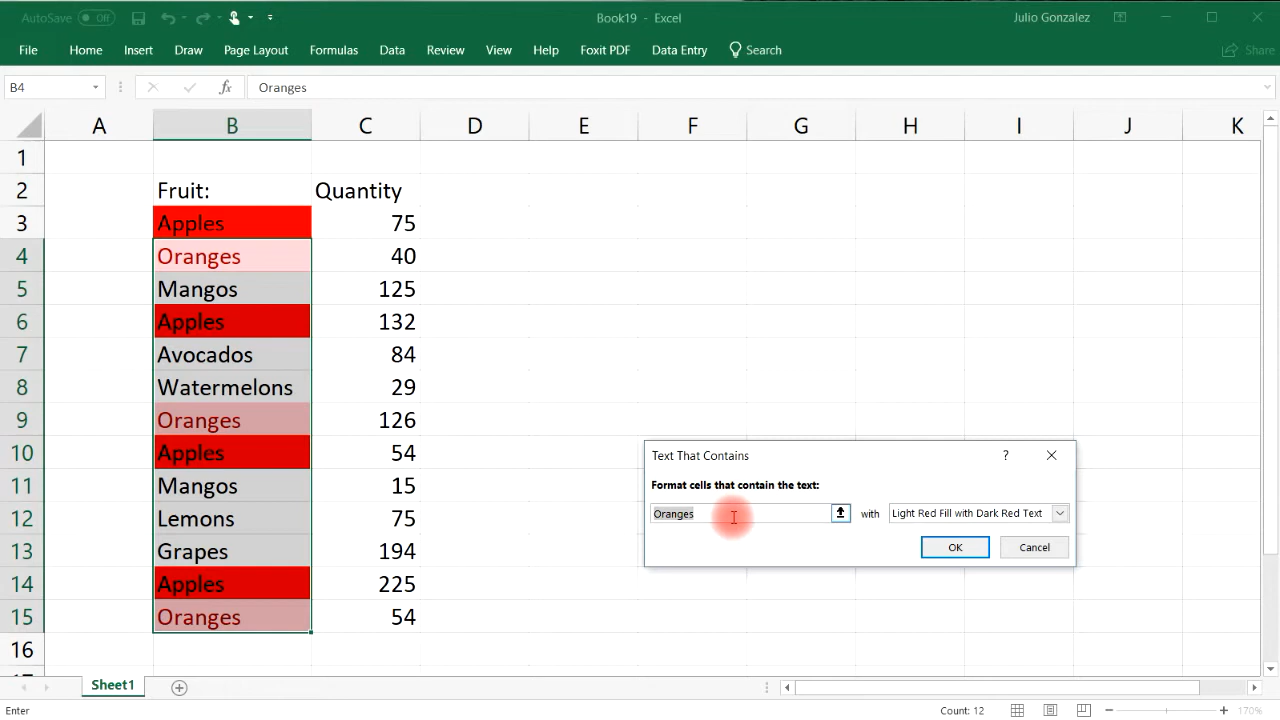 AutoSave Off Book19 - Excel Julio Gonzalez
File Home Insert Draw Page Layout Formulas Data Review View Help Foxit PDF Data Entry Search Share
B4 fx Oranges
A B C D E F G H I J K
1
2 Fruit: Quantity
3 Apples 75
4 Oranges 40
5 Mangos 125
6 Apples 132
7 Avocados 84
8 Watermelons 29
9 Oranges 126
10 Apples 54
11 Mangos 15
12 Lemons 75
13 Grapes 194
14 Apples 225
15 Oranges 54
16
17
Text That Contains ?
Format cells that contain the text:
Oranges with Light Red Fill with Dark Red Text
OK Cancel
Sheet1
Enter Count: 12 170%